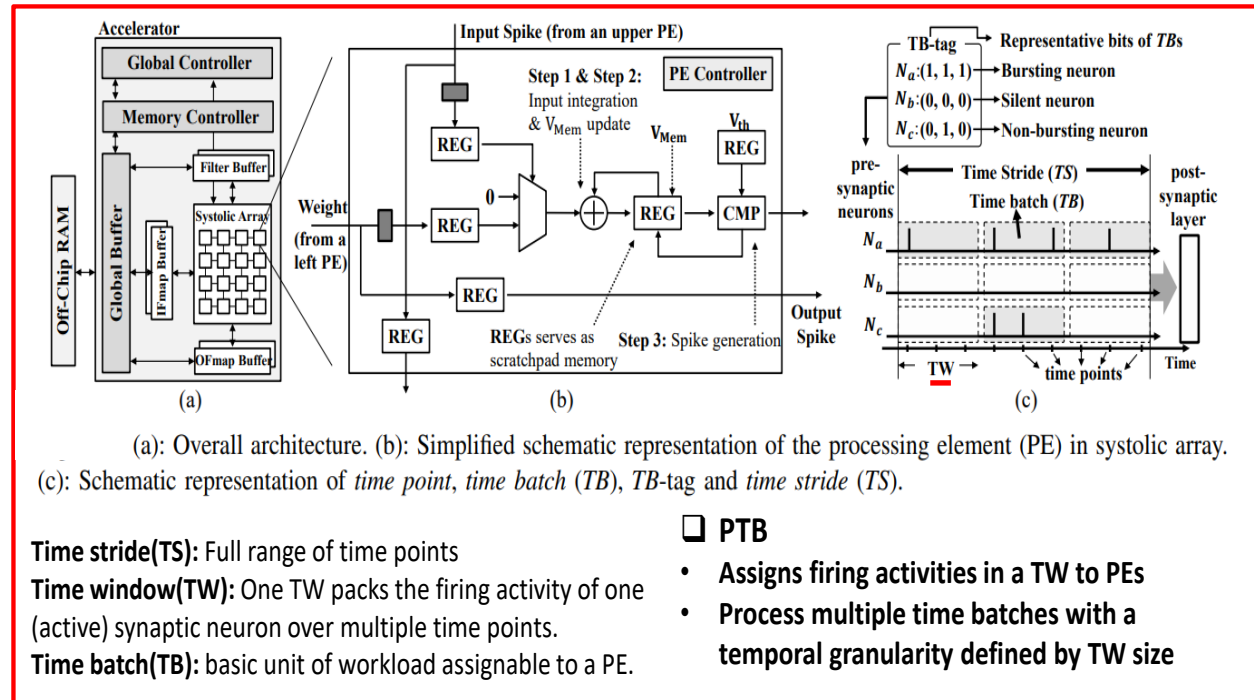 Accelerator
Global Controller
Memory Controller
Filter Buffer
Off-Chip RAM
Global Buffer
IFmap Buffer
Systolic Array
OFmap Buffer
(a)
Input Spike (from an upper PE)
PE Controller
Step 1 & Step 2:
Input integration
& V_Mem update
REG
V_Mem
V_th
REG
0
Weight
(from a
left PE)
REG
REG
CMP
REG
REG
Output
Spike
REGs serves as
scratchpad memory
Step 3: Spike generation
(b)
TB-tag
Representative bits of TBs
N_a:(1, 1, 1) Bursting neuron
N_b:(0, 0, 0) Silent neuron
N_c:(0, 1, 0) Non-bursting neuron
pre-
synaptic
neurons
Time Stride (TS)
Time batch (TB)
post-
synaptic
layer
N_a
N_b
N_c
TW
time points
Time
(c)
(a): Overall architecture. (b): Simplified schematic representation of the processing element (PE) in systolic array.
(c): Schematic representation of time point, time batch (TB), TB-tag and time stride (TS).
Time stride(TS): Full range of time points
Time window(TW): One TW packs the firing activity of one
(active) synaptic neuron over multiple time points.
Time batch(TB): basic unit of workload assignable to a PE.
❑ PTB
• Assigns firing activities in a TW to PEs
• Process multiple time batches with a
temporal granularity defined by TW size